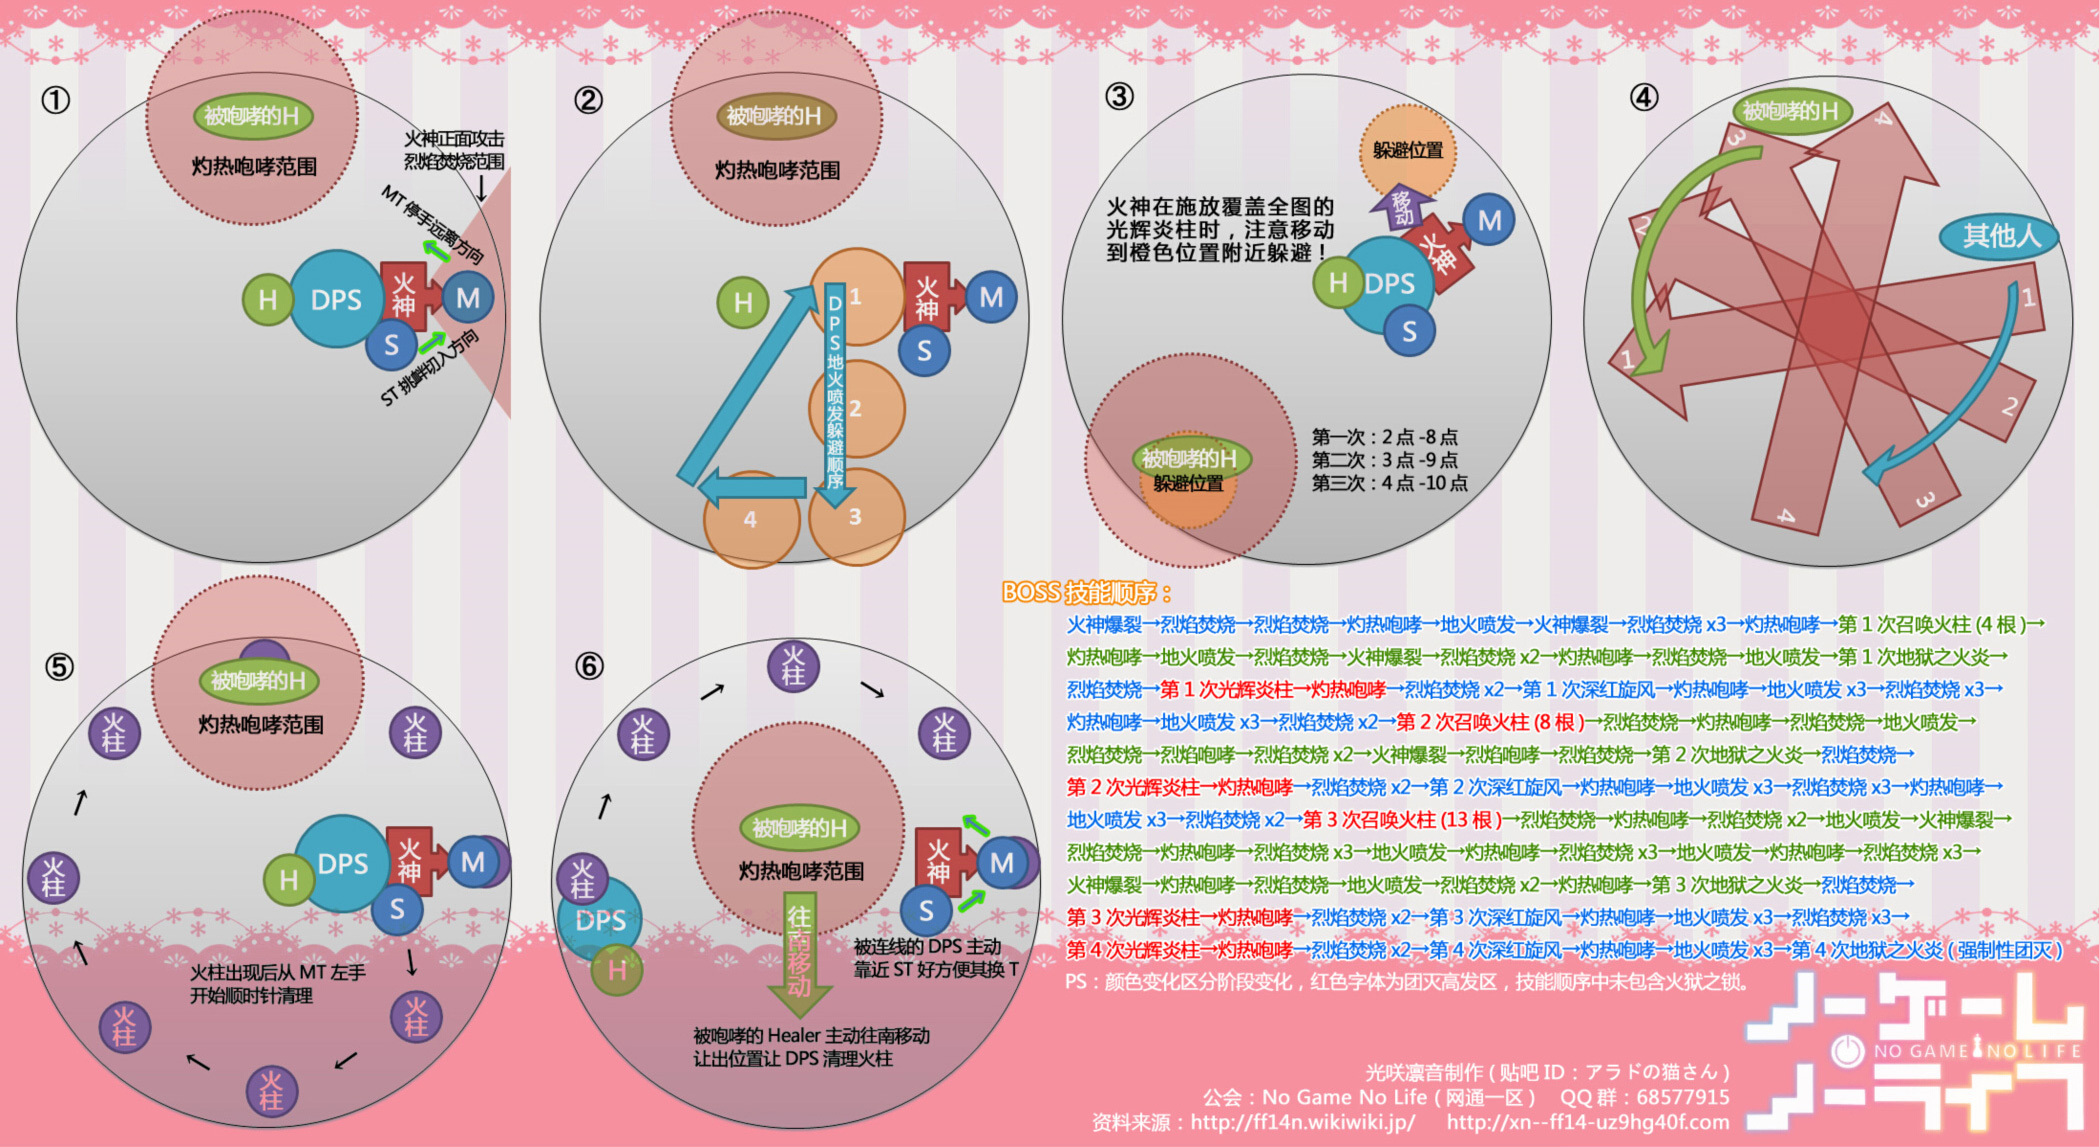 ①
被咆哮的H
灼热咆哮范围
火神正面攻击
烈焰焚烧范围
MT 停手远离方向
H
DPS
火神
M
S
ST 挑衅切入方向
②
被咆哮的H
灼热咆哮范围
H
1
火神
M
S
DPS地火喷发躲避顺序
2
3
4
③
躲避位置
移动
火神在施放覆盖全图的
光辉炎柱时，注意移动
到橙色位置附近躲避！
M
火神
H
DPS
S
被咆哮的H
躲避位置
第一次：2 点 -8 点
第二次：3 点 -9 点
第三次：4 点 -10 点
④
被咆哮的H
3
4
2
其他人
1
1
2
3
4
⑤
被咆哮的H
灼热咆哮范围
火柱
火柱
火柱
H
DPS
火神
M
S
火柱出现后从 MT 左手
开始顺时针清理
火柱
火柱
火柱
⑥
火柱
火柱
火柱
被咆哮的H
灼热咆哮范围
火柱
DPS
H
火神
M
S
往南移动
被连线的 DPS 主动
靠近 ST 好方便其换 T
被咆哮的 Healer 主动往南移动
让出位置让 DPS 清理火柱
BOSS 技能顺序：
火神爆裂→烈焰焚烧→烈焰焚烧→灼热咆哮→地火喷发→火神爆裂→烈焰焚烧 x3→灼热咆哮→第 1 次召唤火柱 (4 根 )→
灼热咆哮→地火喷发→烈焰焚烧→火神爆裂→烈焰焚烧 x2→灼热咆哮→烈焰焚烧→地火喷发→第 1 次地狱之火炎→
烈焰焚烧→第 1 次光辉炎柱→灼热咆哮→烈焰焚烧 x2→第 1 次深红旋风→灼热咆哮→地火喷发 x3→烈焰焚烧 x3→
灼热咆哮→地火喷发 x3→烈焰焚烧 x2→第 2 次召唤火柱 (8 根 )→烈焰焚烧→灼热咆哮→烈焰焚烧→地火喷发→
烈焰焚烧→烈焰咆哮→烈焰焚烧 x2→火神爆裂→烈焰咆哮→烈焰焚烧→第 2 次地狱之火炎→烈焰焚烧→
第 2 次光辉炎柱→灼热咆哮→烈焰焚烧 x2→第 2 次深红旋风→灼热咆哮→地火喷发 x3→烈焰焚烧 x3→灼热咆哮→
地火喷发 x3→烈焰焚烧 x2→第 3 次召唤火柱 (13 根 )→烈焰焚烧→灼热咆哮→烈焰焚烧 x2→地火喷发→火神爆裂→
烈焰焚烧→灼热咆哮→烈焰焚烧 x3→地火喷发→灼热咆哮→烈焰焚烧 x3→地火喷发→灼热咆哮→烈焰焚烧 x3→
火神爆裂→灼热咆哮→烈焰焚烧→地火喷发→烈焰焚烧 x2→灼热咆哮→第 3 次地狱之火炎→烈焰焚烧→
第 3 次光辉炎柱→灼热咆哮→烈焰焚烧 x2→第 3 次深红旋风→灼热咆哮→地火喷发 x3→烈焰焚烧 x3→
第 4 次光辉炎柱→灼热咆哮→烈焰焚烧 x2→第 4 次深红旋风→灼热咆哮→地火喷发 x3→第 4 次地狱之火炎 ( 强制性团灭 )
PS：颜色变化区分阶段变化，红色字体为团灭高发区，技能顺序中未包含火狱之锁。
ノーゲーム
NO GAME NO LIFE
ノーライフ
光咲凛音制作 ( 贴吧 ID：アラドの猫さん )
公会：No Game No Life ( 网通一区 )　QQ 群：68577915
资料来源：http://ff14n.wikiwiki.jp/　http://xn--ff14-uz9hg40f.com